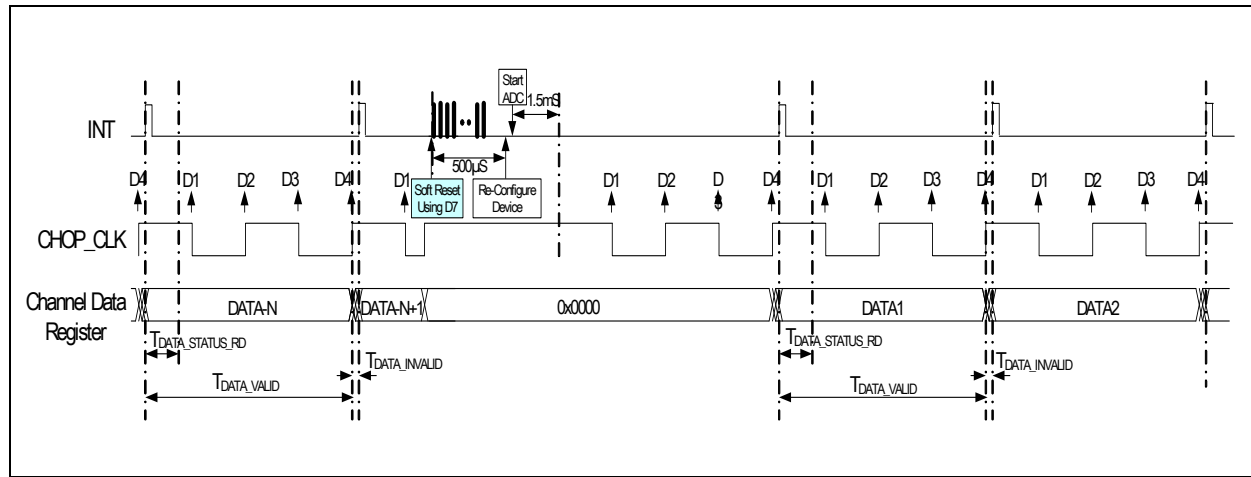 Start
ADC
1.5mS
INT
500µS
D4
D1
D2
D3
D4
D1
Soft Reset
Using D7
Re-Configure
Device
D1
D2
D
3
D4
D1
D2
D3
D4
D1
D2
D3
D4
CHOP_CLK
Channel Data
Register
DATA-N
DATA-N+1
0x0000
DATA1
DATA2
TDATA_STATUS_RD
TDATA_INVALID
TDATA_VALID
TDATA_STATUS_RD
TDATA_INVALID
TDATA_VALID